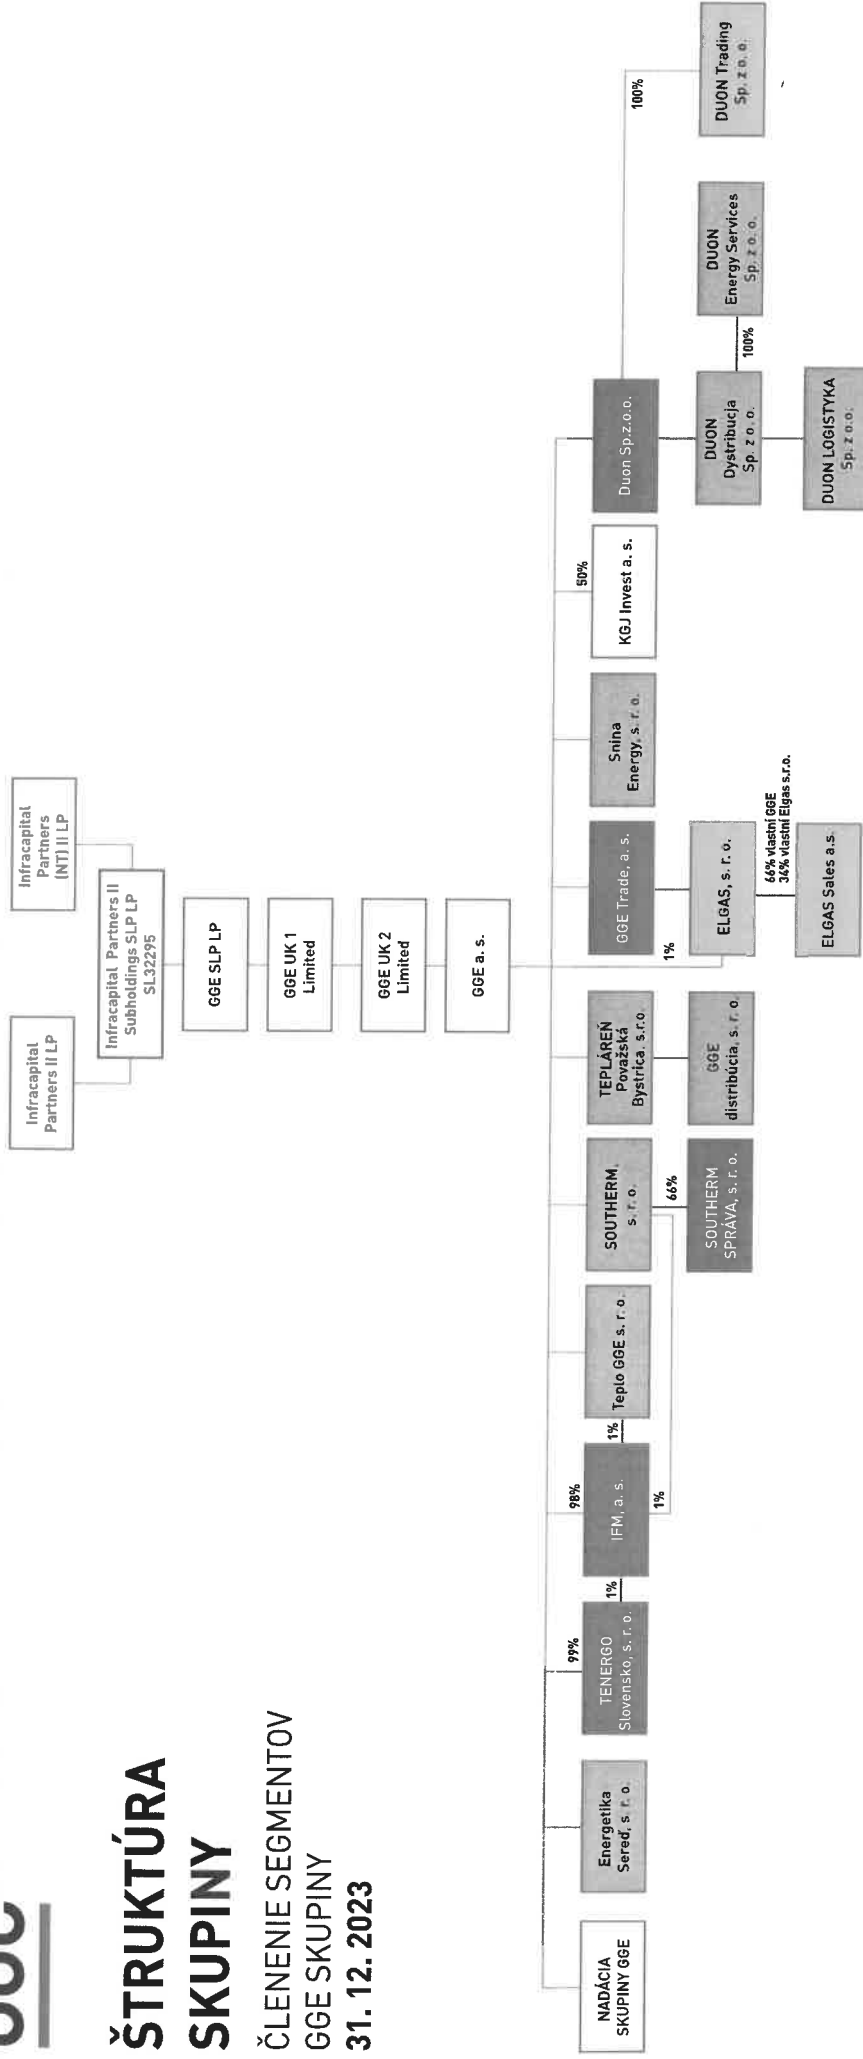 ŠTRUKTÚRA
SKUPINY
ČLENENIE SEGMENTOV
GGE SKUPINY
31. 12. 2023
Infracapital
Partners II LP
Infracapital
Partners
(NT) II LP
Infracapital Partners II
Subholdings SLP LP
SL32295
GGE SLP LP
GGE UK 1
Limited
GGE UK 2
Limited
GGE a. s.
NADÁCIA
SKUPINY GGE
Energetika
Sereď, s. r. o.
99%
TENERGO
Slovensko, s. r. o.
1%
98%
IFM, a. s.
1%
1%
Teplo GGE s. r. o.
SOUTHERM,
s. r. o.
66%
SOUTHERM
SPRÁVA, s. r. o.
TEPLÁREŇ
Považská
Bystrica, s.r.o.
GGE
distribúcia, s. r. o.
GGE Trade, a. s.
1%
ELGAS, s. r. o.
66% vlastní GGE
34% vlastní Elgas s.r.o.
ELGAS Sales a.s.
Snina
Energy, s. r. o.
50%
KGJ Invest a. s.
Duon Sp.z.o.o.
DUON
Dystribucja
Sp. z o. o.
DUON LOGISTYKA
Sp. z o.o.
100%
DUON
Energy Services
Sp. z o. o.
100%
DUON Trading
Sp. z o. o.